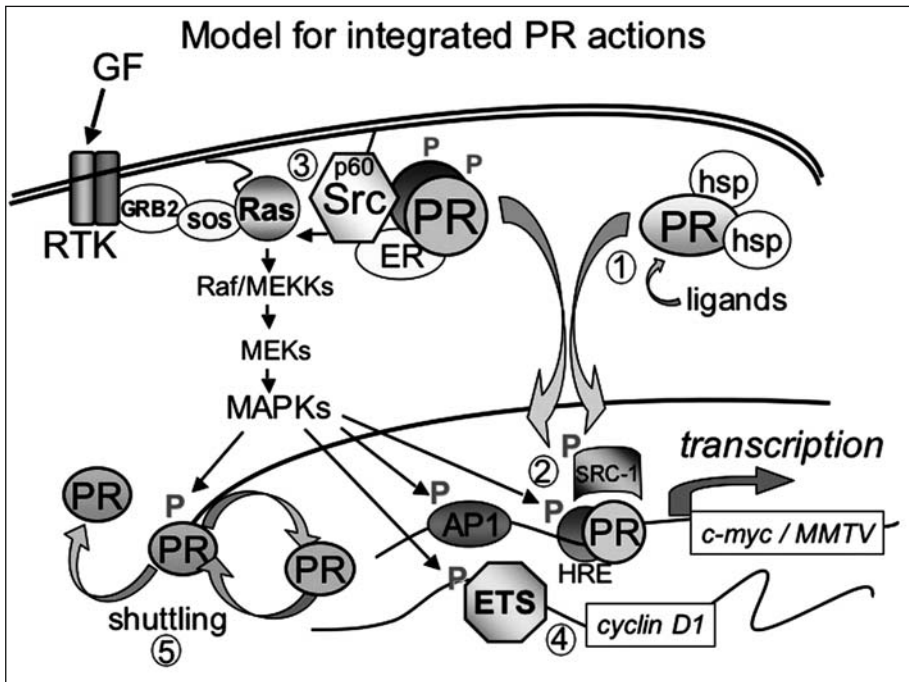 Model for integrated PR actions
GF
RTK
GRB2
SOS
Ras
③
p60
Src
P
P
PR
ER
hsp
PR
hsp
①
ligands
Raf/MEKKs
MEKs
MAPKs
P
②
SRC-1
transcription
P
PR
HRE
c-myc / MMTV
P
AP1
PR
P
PR
PR
shuttling
⑤
P
ETS
④
cyclin D1